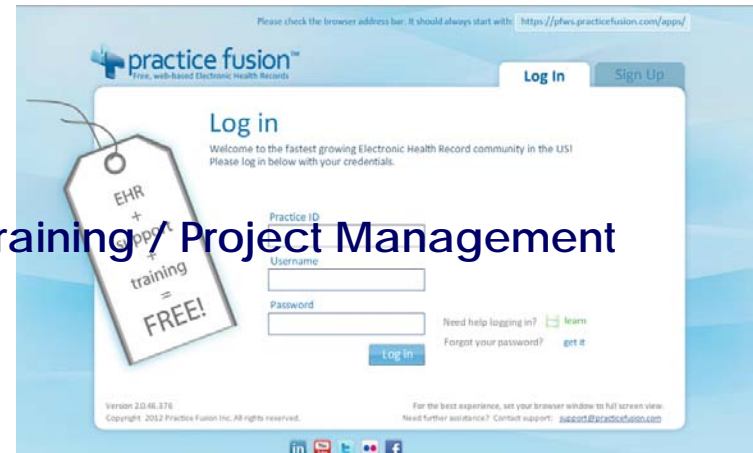 Please check the browser address bar. It should always start with: https://pfws.practicefusion.com/apps/
practice fusion™
Free, web-based Electronic Health Records
Log In
Sign Up
Log in
Welcome to the fastest growing Electronic Health Record community in the US!
Please log in below with your credentials.
EHR
+
support
+
training
=
FREE!
raining / Project Management
Practice ID
Username
Password
Need help logging in? learn
Forgot your password? get it
Log In
Version 2.0.46.376
Copyright 2012 Practice Fusion Inc. All rights reserved.
For the best experience, set your browser window to full screen view.
Need further assistance? Contact support: support@practicefusion.com
in You Tube t f